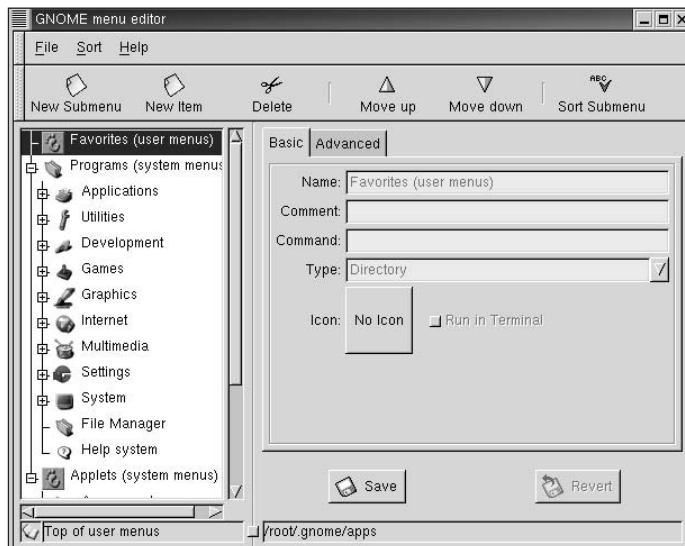 GNOME menu editor
File Sort Help
New Submenu New Item Delete Move up Move down ABC Sort Submenu
Favorites (user menus)
Programs (system menus
Applications
Utilities
Development
Games
Graphics
Internet
Multimedia
Settings
System
File Manager
Help system
Applets (system menus)
Basic Advanced
Name: Favorites (user menus)
Comment:
Command:
Type: Directory
Icon: No Icon Run in Terminal
Save Revert
Top of user menus /root/.gnome/apps